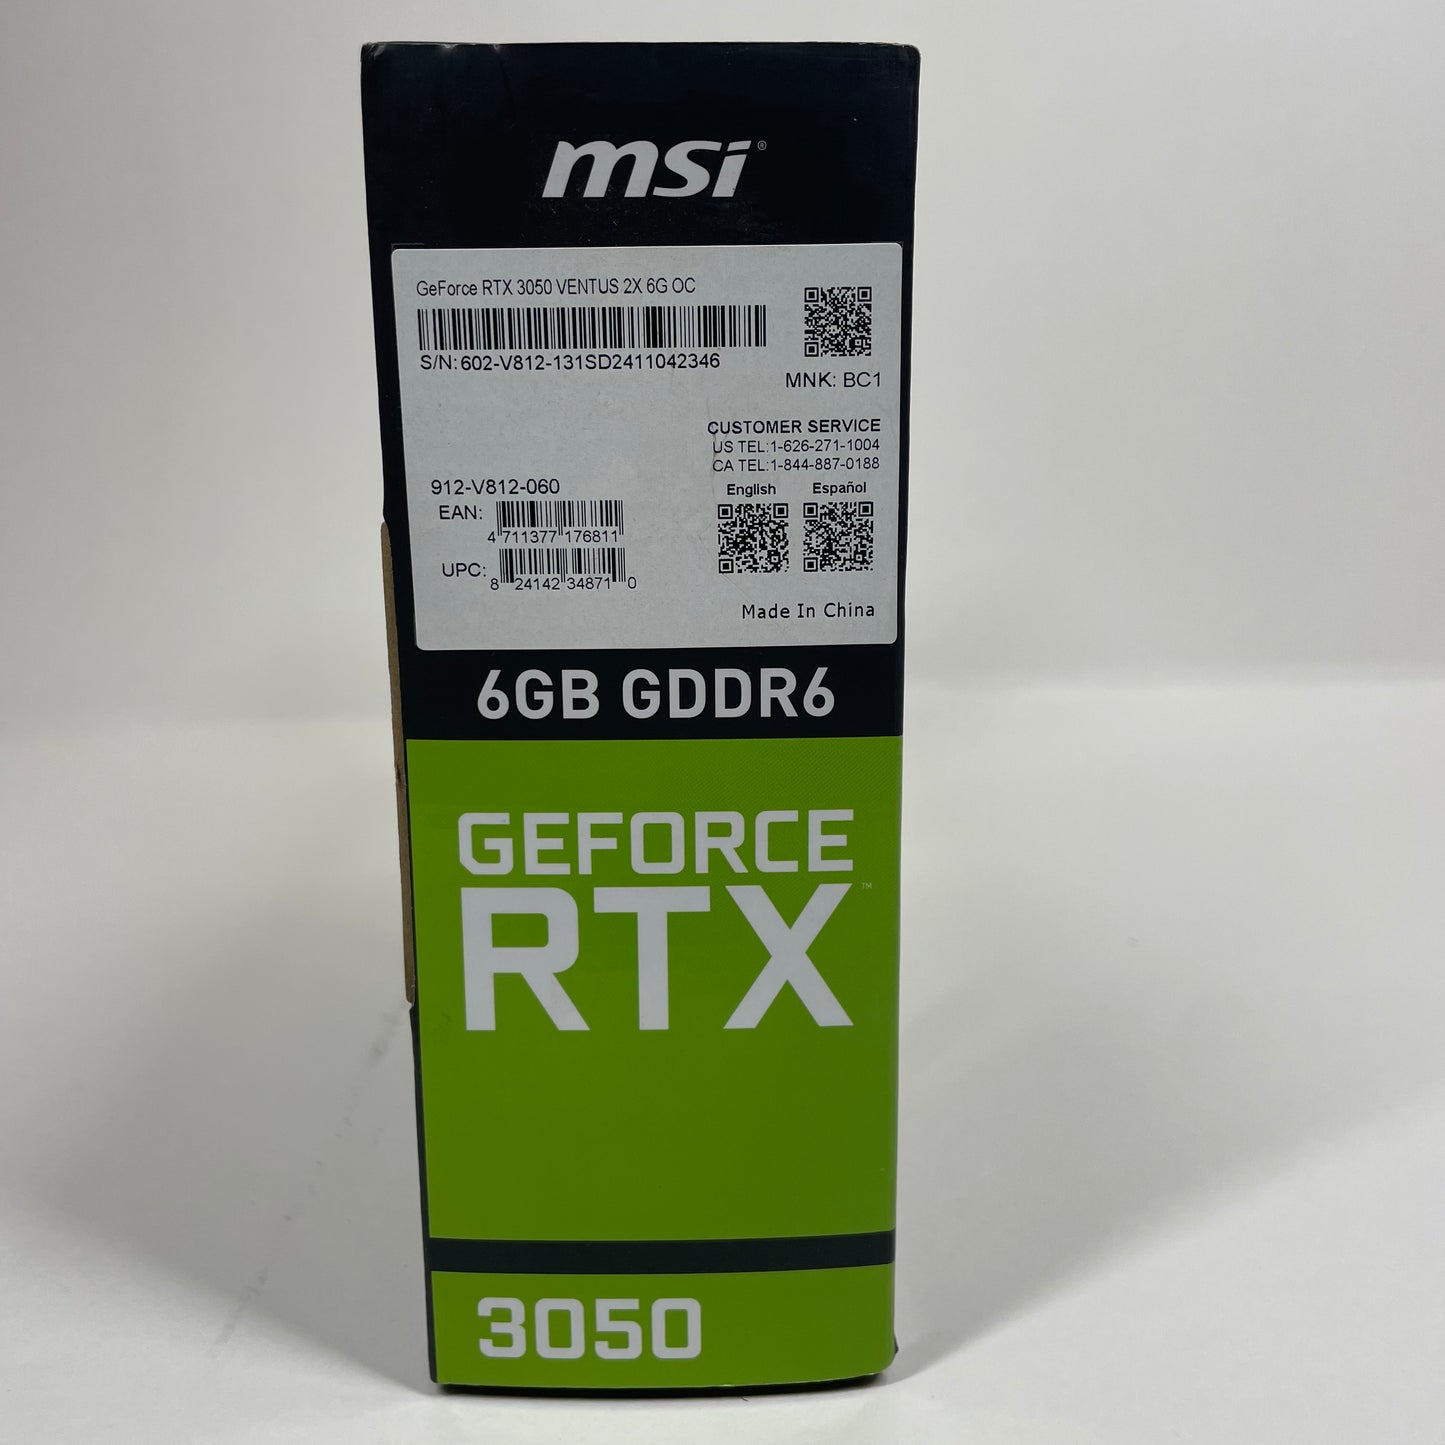 msi®
GeForce RTX 3050 VENTUS 2X 6G OC
S/N:602-V812-131SD2411042346
MNK: BC1
CUSTOMER SERVICE
US TEL:1-626-271-1004
CA TEL:1-844-887-0188
English Español
912-V812-060
EAN:
4 711377 176811
UPC:
8 24142 34871 0
Made In China
6GB GDDR6
GEFORCE
RTX™
3050